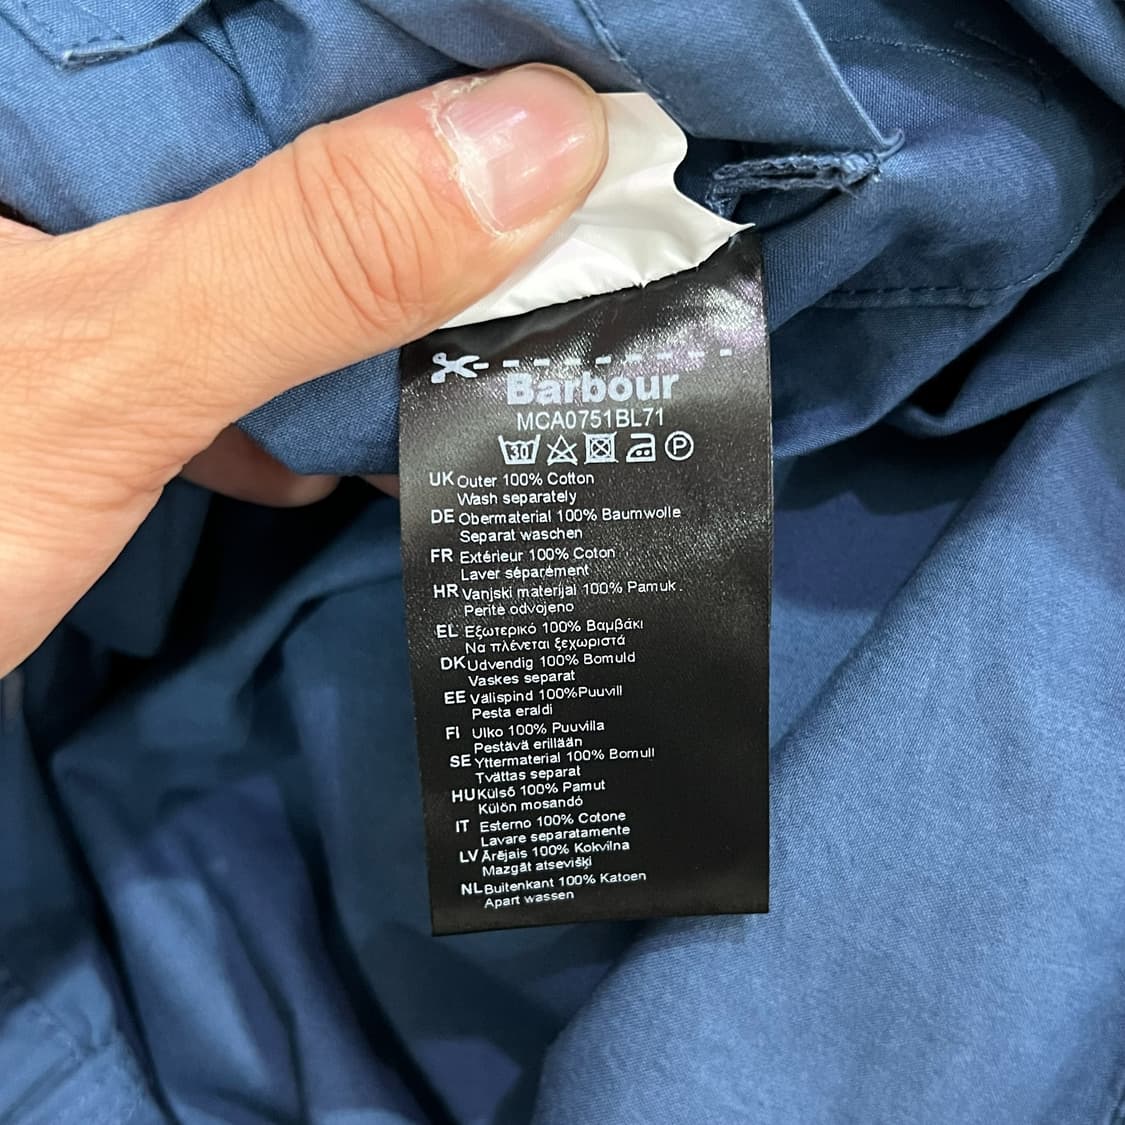 Barbour
MCA0751BL71
30 P
UK Outer 100% Cotton
Wash separately
DE Obermaterial 100% Baumwolle
Separat waschen
FR Extérieur 100% Coton
Laver séparément
HR Vanjski materijal 100% Pamuk.
Perite odvojeno
EL Εξωτερικό 100% Βαμβάκι
Να πλένεται ξεχωριστά
DK Udvendig 100% Bomuld
Vaskes separat
EE Välispind 100%Puuvill
Pesta eraldi
FI Ulko 100% Puuvilla
Pestävä erillään
SE Yttermaterial 100% Bomull
Tvättas separat
HU Külső 100% Pamut
Külön mosandó
IT Esterno 100% Cotone
Lavare separatamente
LV Ārējais 100% Kokvilna
Mazgāt atsevišķi
NL Buitenkant 100% Katoen
Apart wassen